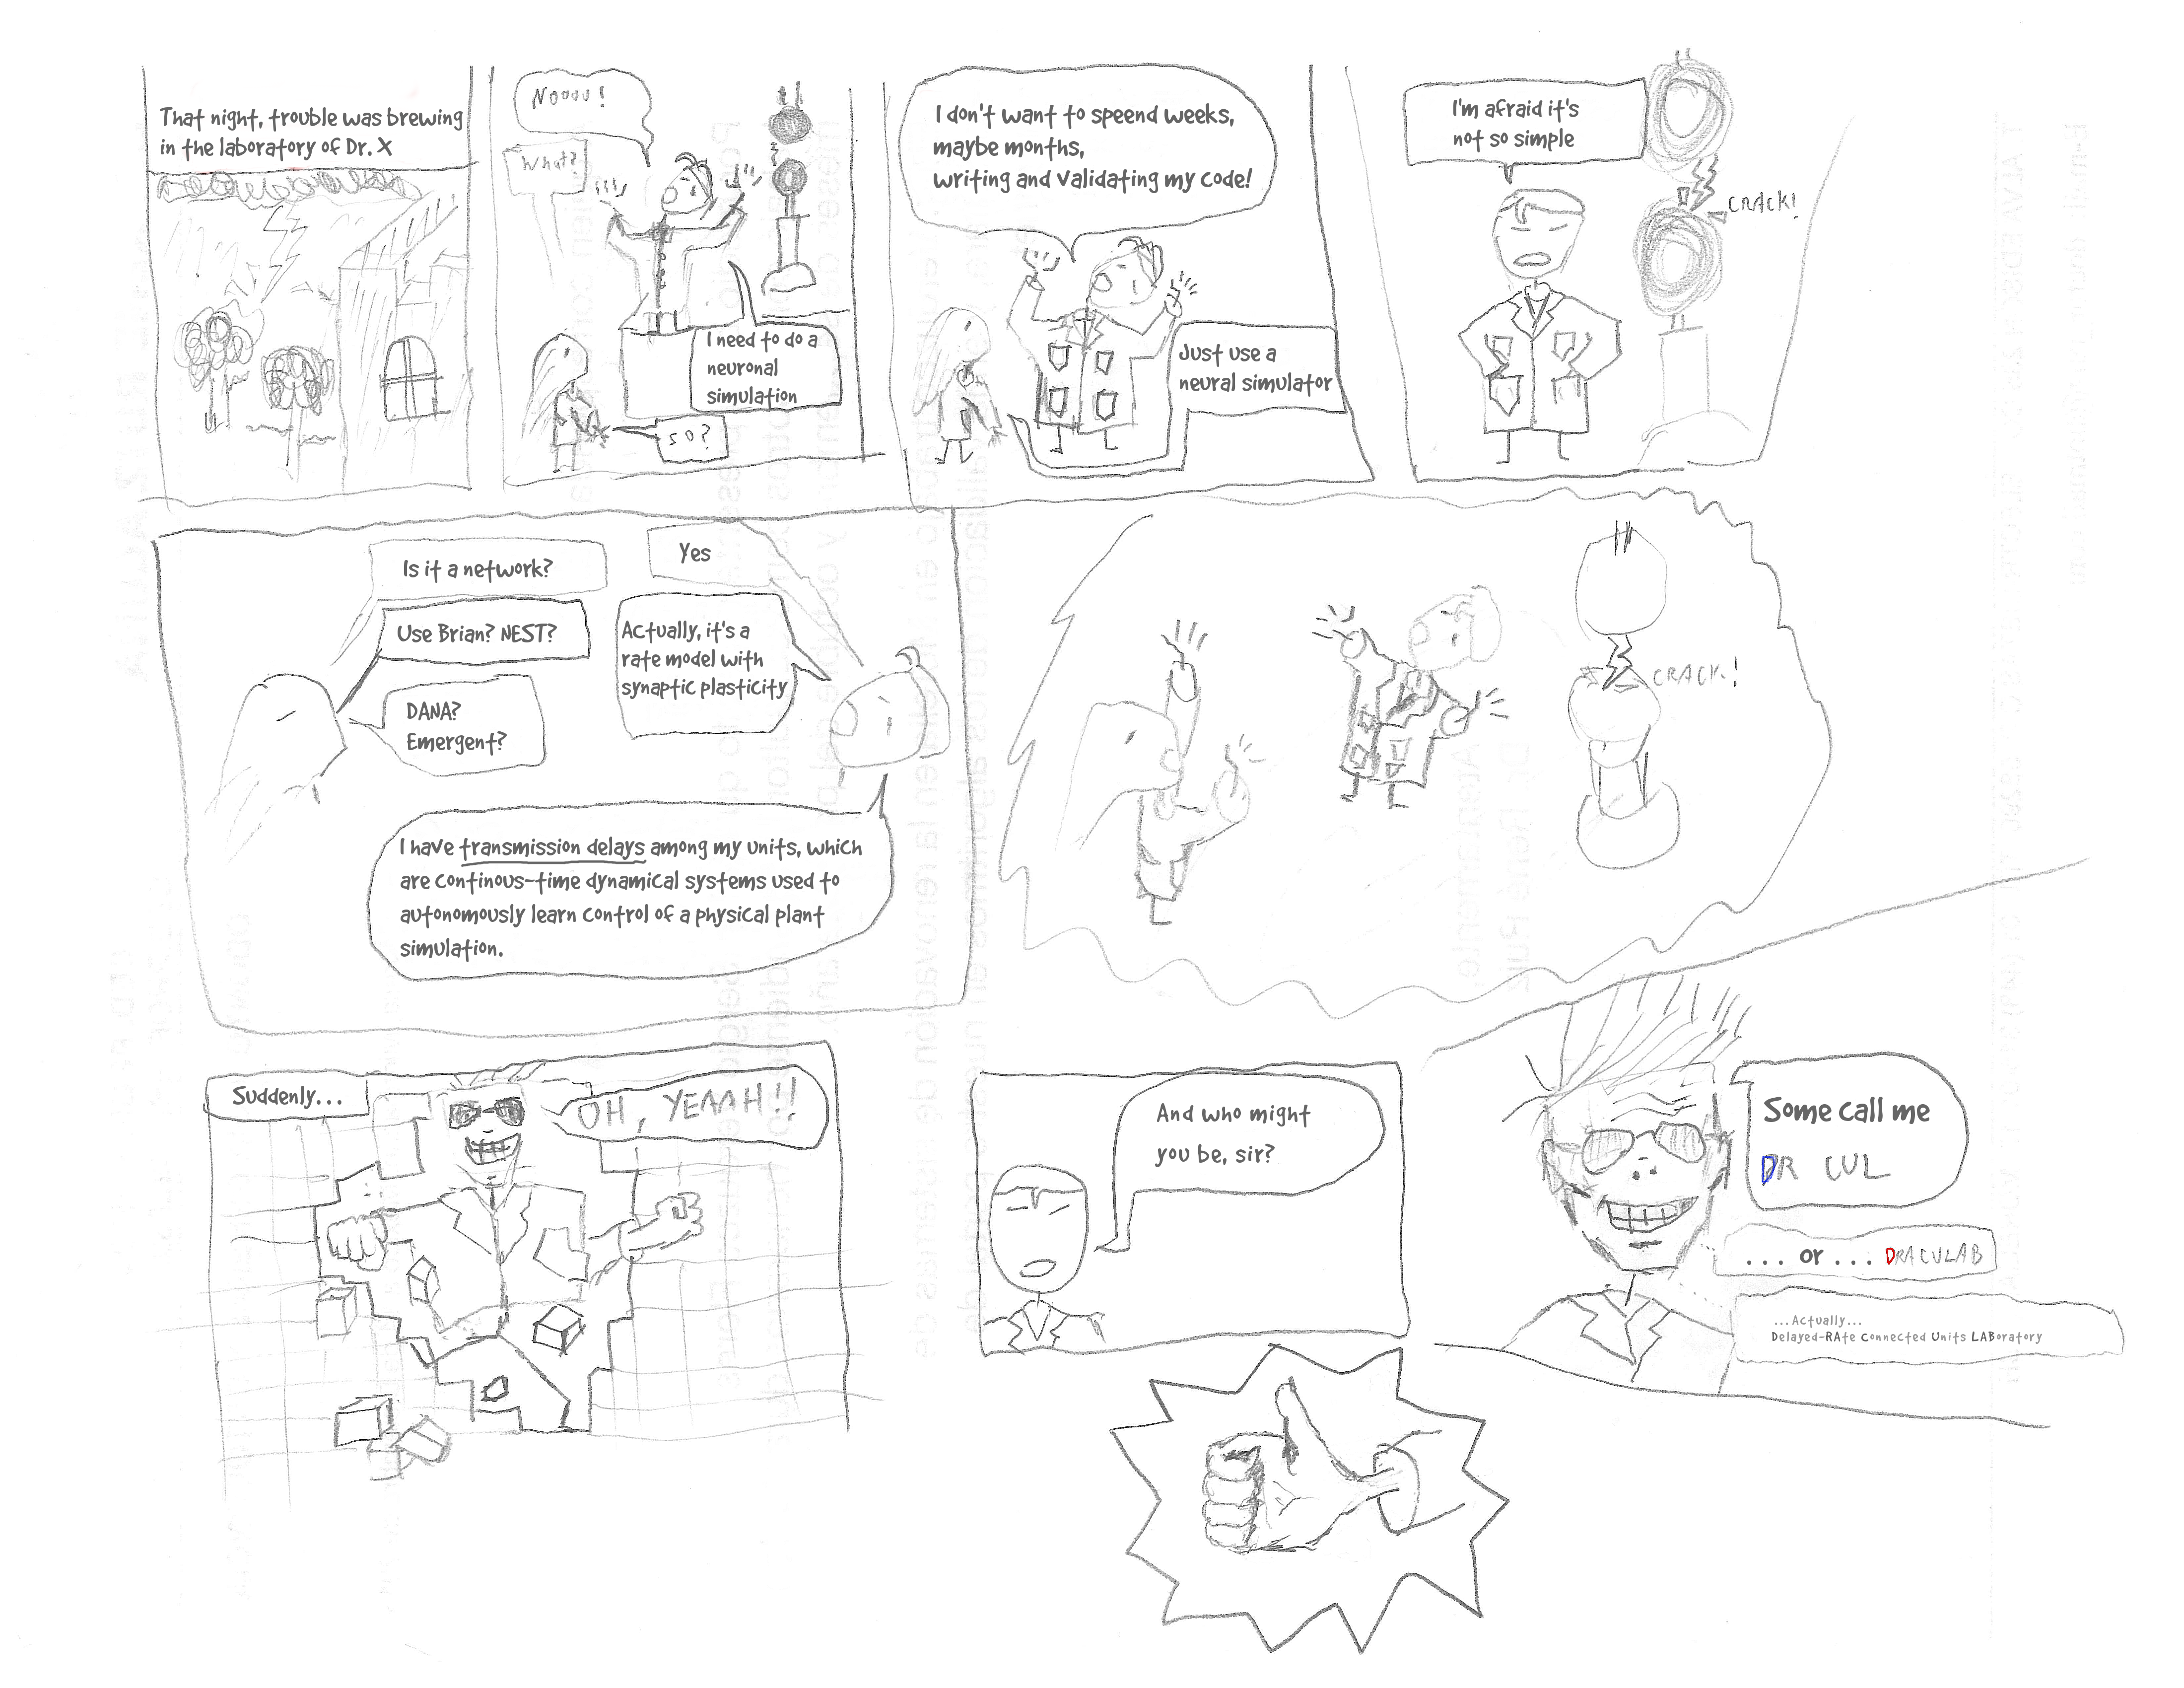 That night, trouble was brewing
in the laboratory of Dr. X
Noooo!
What?
I need to do a
neuronal
simulation
so?
I don't want to speend weeks,
maybe months,
writing and validating my code!
Just use a
neural simulator
I'm afraid it's
not so simple
CRACK!
Is it a network?
Yes
Use Brian? NEST?
Actually, it's a
rate model with
synaptic plasticity
DANA?
Emergent?
I have transmission delays among my units, which
are continous-time dynamical systems used to
autonomously learn control of a physical plant
simulation.
CRACK!
Suddenly...
OH, YEAAH!!
And who might
you be, sir?
Some call me
DR CUL
... or ... DRACULAB
...Actually...
Delayed-RAte Connected Units LABoratory